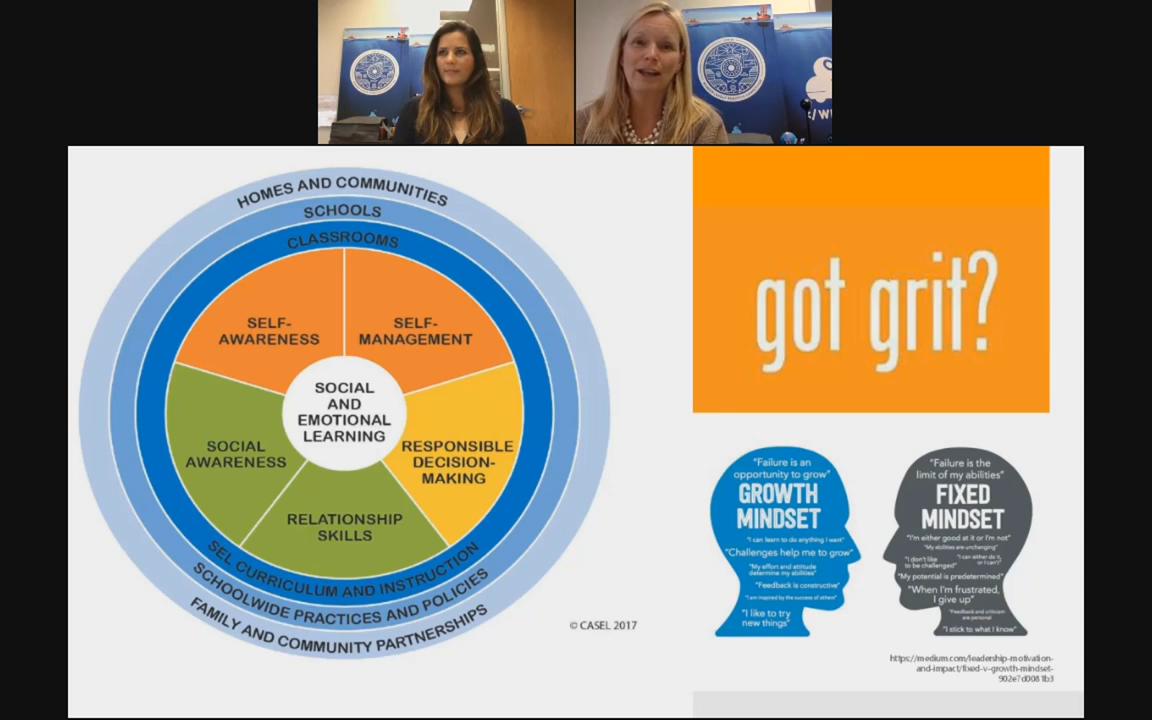 HOMES AND COMMUNITIES
SCHOOLS
CLASSROOMS
SELF-
AWARENESS
SELF-
MANAGEMENT
SOCIAL
AND
EMOTIONAL
LEARNING
SOCIAL
AWARENESS
RESPONSIBLE
DECISION-
MAKING
RELATIONSHIP
SKILLS
SEL CURRICULUM AND INSTRUCTION
SCHOOLWIDE PRACTICES AND POLICIES
FAMILY AND COMMUNITY PARTNERSHIPS
© CASEL 2017
got grit?
"Failure is an
opportunity to grow"
GROWTH
MINDSET
"I can learn to do anything I want"
"Challenges help me to grow"
"My effort and attitude
determine my abilities"
"Feedback is constructive"
"I am inspired by the success of others"
"I like to try
new things"
"Failure is the
limit of my abilities"
FIXED
MINDSET
"I'm either good at it or I'm not"
"My abilities are unchanging"
"I don't like
to be challenged"
"I can either do it,
or I can't"
"My potential is predetermined"
"When I'm frustrated,
I give up"
"Feedback and criticism
are personal"
"I stick to what I know"
https://medium.com/leadership-motivation-
and-impact/fixed-v-growth-mindset-
902e7d0081b3